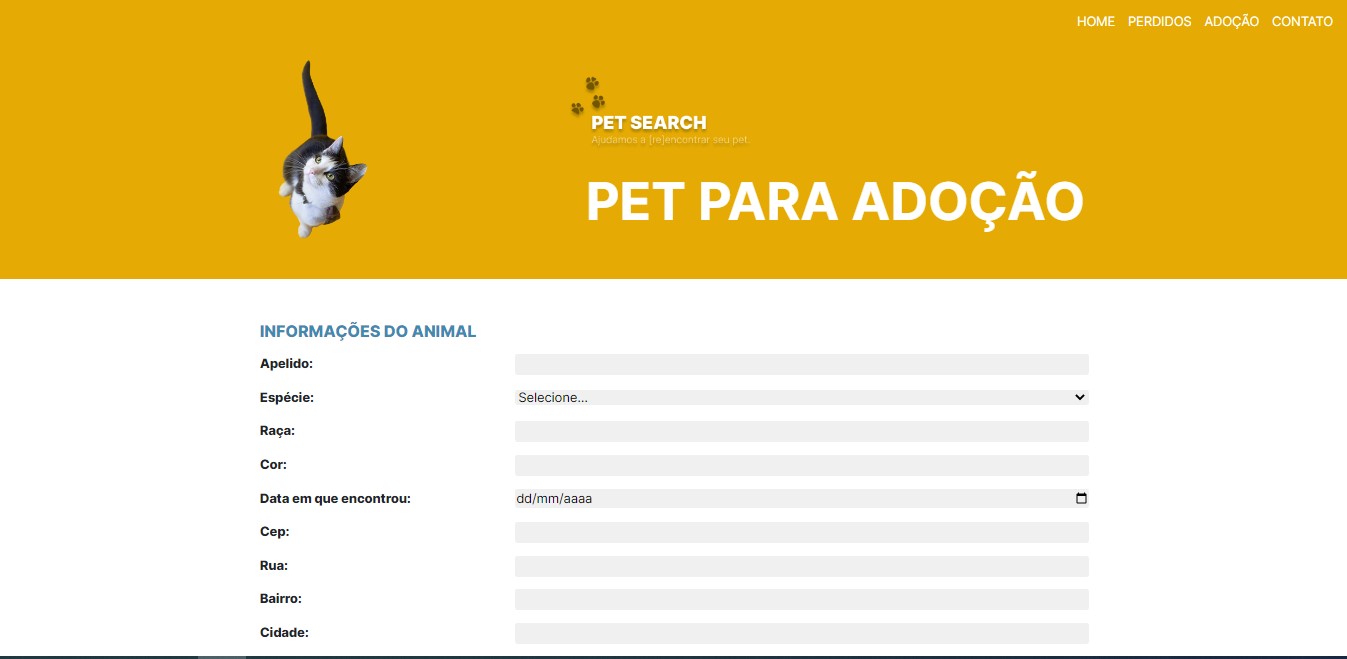 HOME PERDIDOS ADOÇÃO CONTATO
PET SEARCH
Ajudamos a [re]encontrar seu pet.
PET PARA ADOÇÃO
INFORMAÇÕES DO ANIMAL
Apelido:
Espécie: Selecione...
Raça:
Cor:
Data em que encontrou: dd/mm/aaaa
Cep:
Rua:
Bairro:
Cidade: